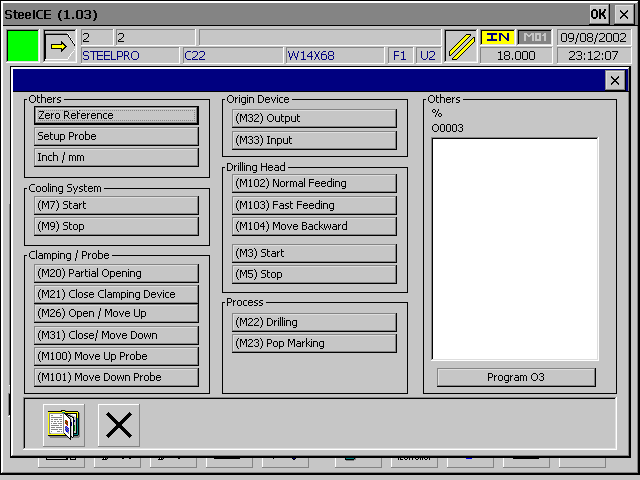 SteelCE (1.03) OK
2 2 IN M01 09/08/2002
STEELPRO C22 W14X68 F1 U2 18.000 23:12:07
Others
Zero Reference
Setup Probe
Inch / mm
Cooling System
(M7) Start
(M9) Stop
Clamping / Probe
(M20) Partial Opening
(M21) Close Clamping Device
(M26) Open / Move Up
(M31) Close/ Move Down
(M100) Move Up Probe
(M101) Move Down Probe
Origin Device
(M32) Output
(M33) Input
Drilling Head
(M102) Normal Feeding
(M103) Fast Feeding
(M104) Move Backward
(M3) Start
(M5) Stop
Process
(M22) Drilling
(M23) Pop Marking
Others
%
O0003
Program O3